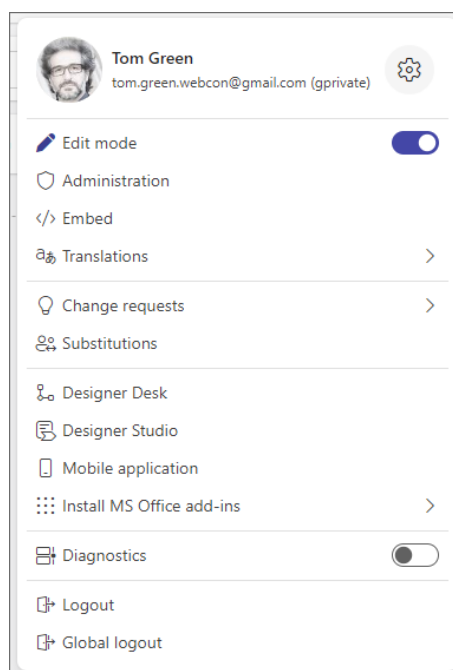 Tom Green
tom.green.webcon@gmail.com (gprivate)
Edit mode
Administration
Embed
Translations
Change requests
Substitutions
Designer Desk
Designer Studio
Mobile application
Install MS Office add-ins
Diagnostics
Logout
Global logout